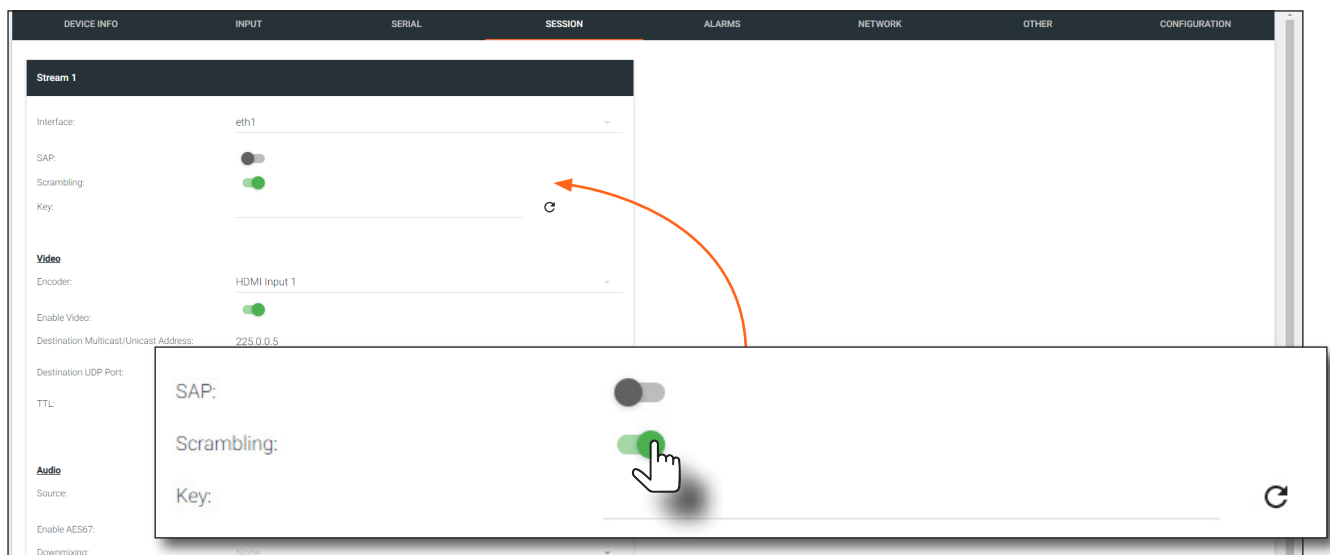 DEVICE INFO INPUT SERIAL SESSION ALARMS NETWORK OTHER CONFIGURATION
Stream 1
Interface: eth1
SAP:
Scrambling:
Key:
Video
Encoder: HDMI Input 1
Enable Video:
Destination Multicast/Unicast Address: 225.0.0.5
Destination UDP Port:
TTL:
SAP:
Scrambling:
Key:
Audio
Source:
Enable AES67:
Downmixing: None